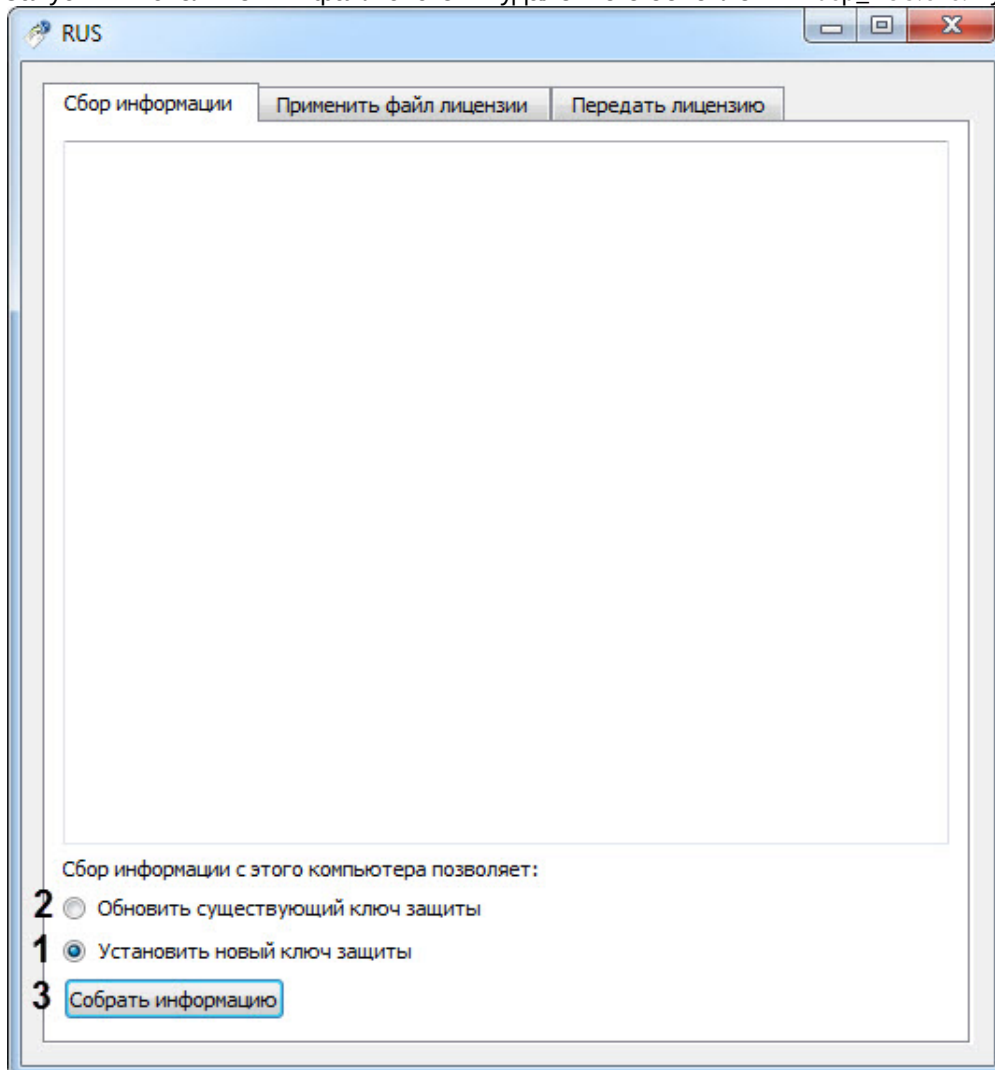 RUS
Сбор информации Применить файл лицензии Передать лицензию
Сбор информации с этого компьютера позволяет:
2 Обновить существующий ключ защиты
1 Установить новый ключ защиты
3 Собрать информацию